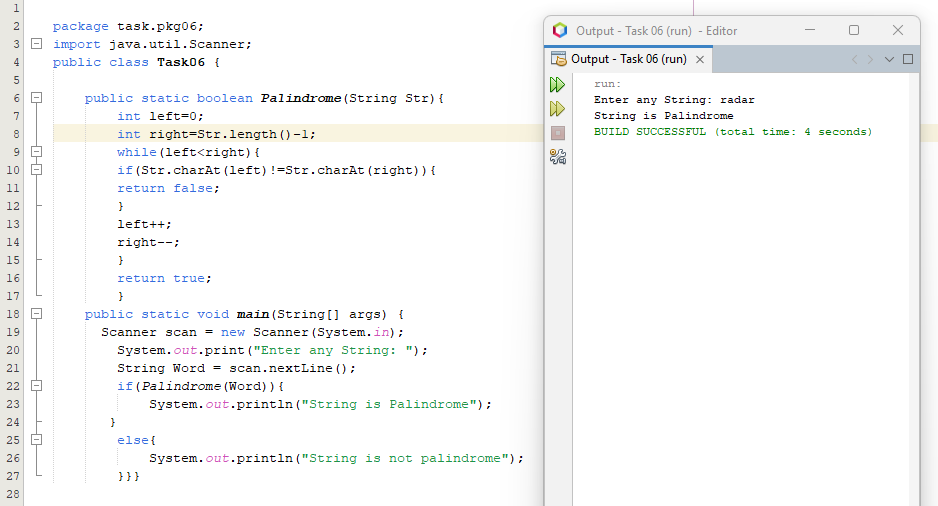 1
2 package task.pkg06;
3 import java.util.Scanner;
4 public class Task06 {
5
6 public static boolean Palindrome(String Str){
7 int left=0;
8 int right=Str.length()-1;
9 while(left<right){
10 if(Str.charAt(left)!=Str.charAt(right)){
11 return false;
12 }
13 left++;
14 right--;
15 }
16 return true;
17 }
18 public static void main(String[] args) {
19 Scanner scan = new Scanner(System.in);
20 System.out.print("Enter any String: ");
21 String Word = scan.nextLine();
22 if(Palindrome(Word)){
23 System.out.println("String is Palindrome");
24 }
25 else{
26 System.out.println("String is not palindrome");
27 }}}
28
Output - Task 06 (run) - Editor
Output - Task 06 (run)
run:
Enter any String: radar
String is Palindrome
BUILD SUCCESSFUL (total time: 4 seconds)